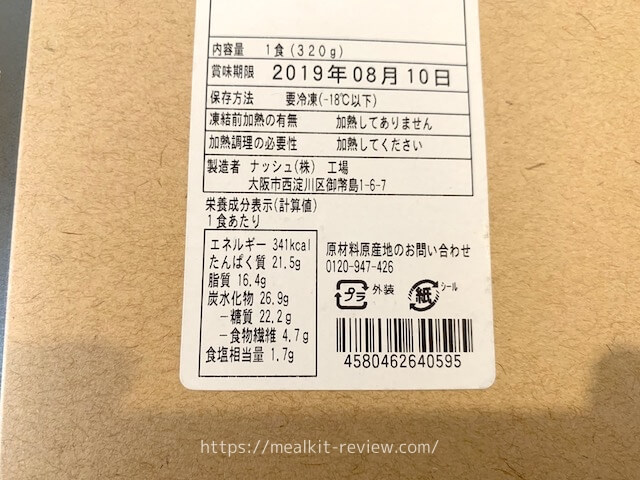 内容量 1食(320g)
賞味期限 2019年08月10日
保存方法 要冷凍(-18℃以下)
凍結前加熱の有無 加熱してありません
加熱調理の必要性 加熱してください
製造者 ナッシュ(株) 工場
大阪市西淀川区御幣島1-6-7
栄養成分表示(計算値)
1食あたり
エネルギー 341kcal
たんぱく質 21.5g
脂質 16.4g
炭水化物 26.9g
－糖質 22.2g
－食物繊維 4.7g
食塩相当量 1.7g
原材料原産地のお問い合わせ
0120-947-426
プラ 外装 紙 シール
4580462640595
https://mealkit-review.com/